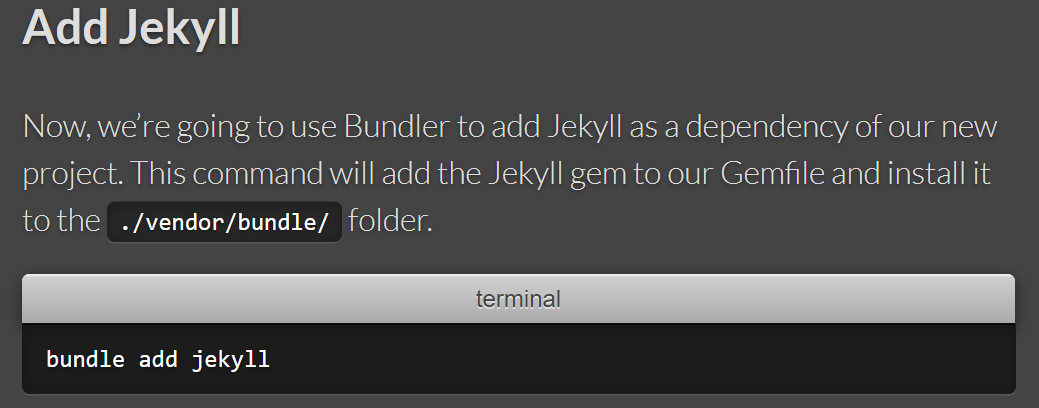 Add Jekyll
Now, we’re going to use Bundler to add Jekyll as a dependency of our new
project. This command will add the Jekyll gem to our Gemfile and install it
to the ./vendor/bundle/ folder.
terminal
bundle add jekyll